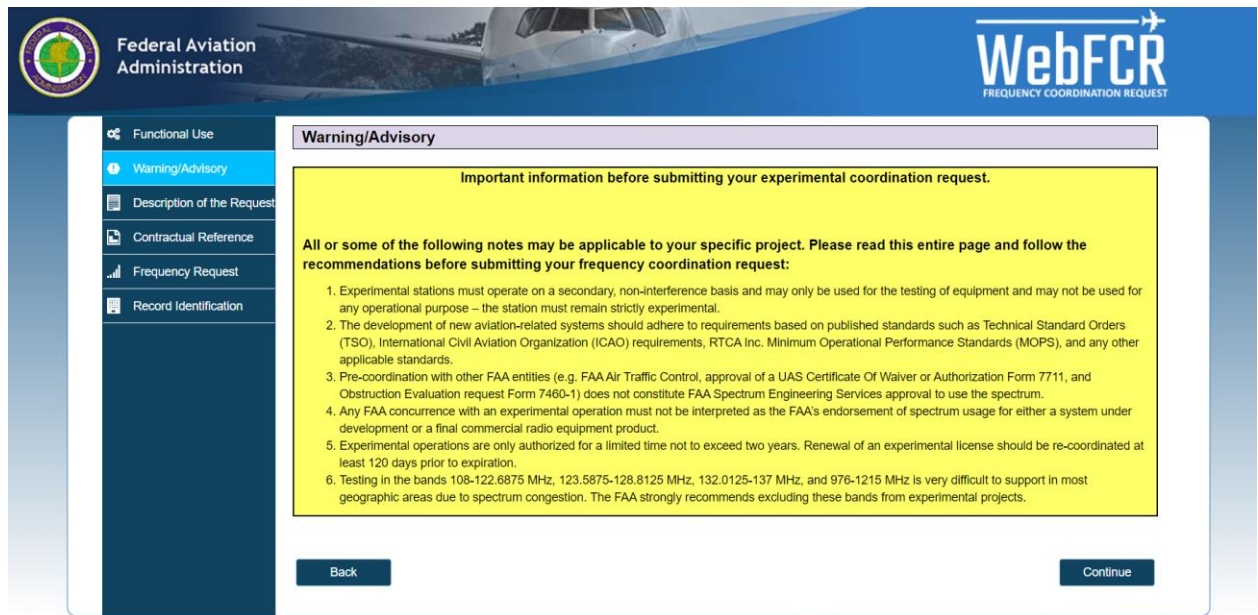 Federal Aviation
Administration
WebFCR
FREQUENCY COORDINATION REQUEST
Functional Use
Warning/Advisory
Description of the Request
Contractual Reference
Frequency Request
Record Identification
Warning/Advisory
Important information before submitting your experimental coordination request.
All or some of the following notes may be applicable to your specific project. Please read this entire page and follow the
recommendations before submitting your frequency coordination request:
1. Experimental stations must operate on a secondary, non-interference basis and may only be used for the testing of equipment and may not be used for
any operational purpose – the station must remain strictly experimental.
2. The development of new aviation-related systems should adhere to requirements based on published standards such as Technical Standard Orders
(TSO), International Civil Aviation Organization (ICAO) requirements, RTCA Inc. Minimum Operational Performance Standards (MOPS), and any other
applicable standards.
3. Pre-coordination with other FAA entities (e.g. FAA Air Traffic Control, approval of a UAS Certificate Of Waiver or Authorization Form 7711, and
Obstruction Evaluation request Form 7460-1) does not constitute FAA Spectrum Engineering Services approval to use the spectrum.
4. Any FAA concurrence with an experimental operation must not be interpreted as the FAA's endorsement of spectrum usage for either a system under
development or a final commercial radio equipment product.
5. Experimental operations are only authorized for a limited time not to exceed two years. Renewal of an experimental license should be re-coordinated at
least 120 days prior to expiration.
6. Testing in the bands 108-122.6875 MHz, 123.5875-128.8125 MHz, 132.0125-137 MHz, and 976-1215 MHz is very difficult to support in most
geographic areas due to spectrum congestion. The FAA strongly recommends excluding these bands from experimental projects.
Back
Continue